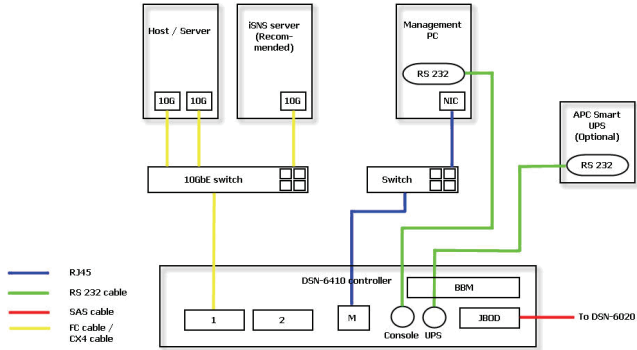 Host / Server
10G
10G
iSNS server
(Recom-
mended)
10G
Management
PC
RS 232
NIC
APC Smart
UPS
(Optional)
RS 232
10GbE switch
Switch
RJ45
RS 232 cable
SAS cable
FC cable /
CX4 cable
DSN-6410 controller
BBM
1
2
M
Console
UPS
JBOD
To DSN-6020